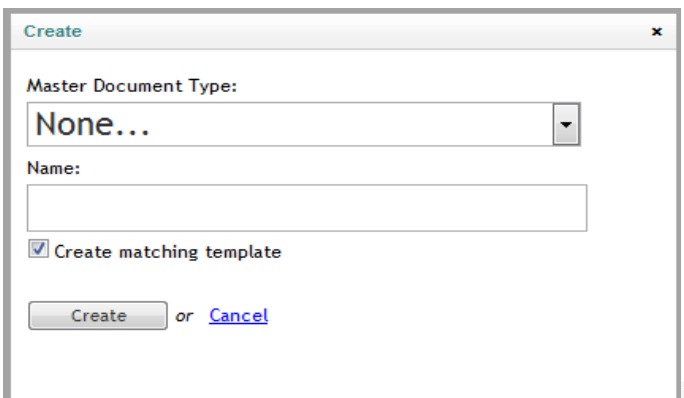 Create
Master Document Type:
None...
Name:
Create matching template
Create or Cancel